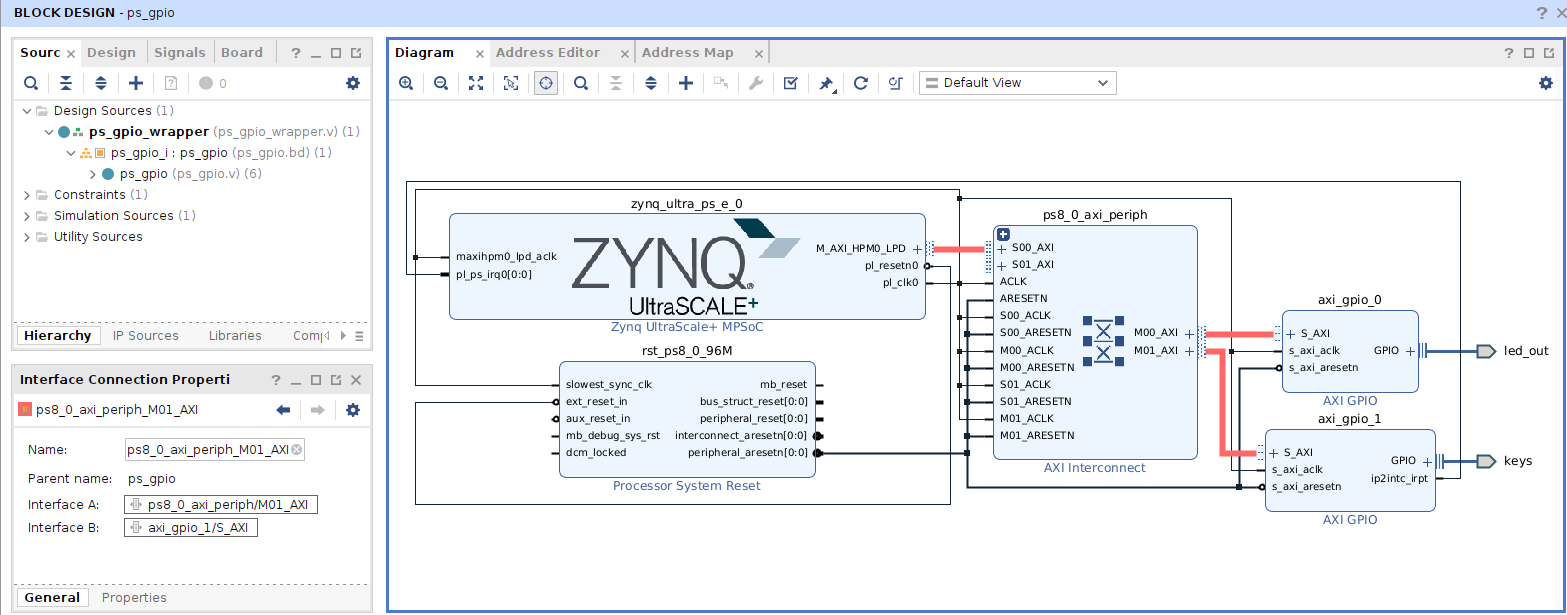 BLOCK DESIGN - ps_gpio
Sourc
Design
Signals
Board
0
Design Sources (1)
ps_gpio_wrapper (ps_gpio_wrapper.v) (1)
ps_gpio_i : ps_gpio (ps_gpio.bd) (1)
ps_gpio (ps_gpio.v) (6)
Constraints (1)
Simulation Sources (1)
Utility Sources
Hierarchy
IP Sources
Libraries
Interface Connection Properti
ps8_0_axi_periph_M01_AXI
Name: ps8_0_axi_periph_M01_AXI
Parent name: ps_gpio
Interface A: ps8_0_axi_periph/M01_AXI
Interface B: axi_gpio_1/S_AXI
General
Properties
Diagram
Address Editor
Address Map
Default View
zynq_ultra_ps_e_0
maxihpm0_lpd_aclk
pl_ps_irq0[0:0]
ZYNQ
UltraSCALE+
M_AXI_HPM0_LPD
pl_resetn0
pl_clk0
Zynq UltraScale+ MPSoC
rst_ps8_0_96M
slowest_sync_clk
ext_reset_in
aux_reset_in
mb_debug_sys_rst
dcm_locked
mb_reset
bus_struct_reset[0:0]
peripheral_reset[0:0]
interconnect_aresetn[0:0]
peripheral_aresetn[0:0]
Processor System Reset
ps8_0_axi_periph
S00_AXI
S01_AXI
ACLK
ARESETN
S00_ACLK
S00_ARESETN
M00_ACLK
M00_ARESETN
S01_ACLK
S01_ARESETN
M01_ACLK
M01_ARESETN
M00_AXI
M01_AXI
AXI Interconnect
axi_gpio_0
S_AXI
s_axi_aclk
s_axi_aresetn
GPIO
AXI GPIO
led_out
axi_gpio_1
S_AXI
s_axi_aclk
s_axi_aresetn
GPIO
ip2intc_irpt
AXI GPIO
keys